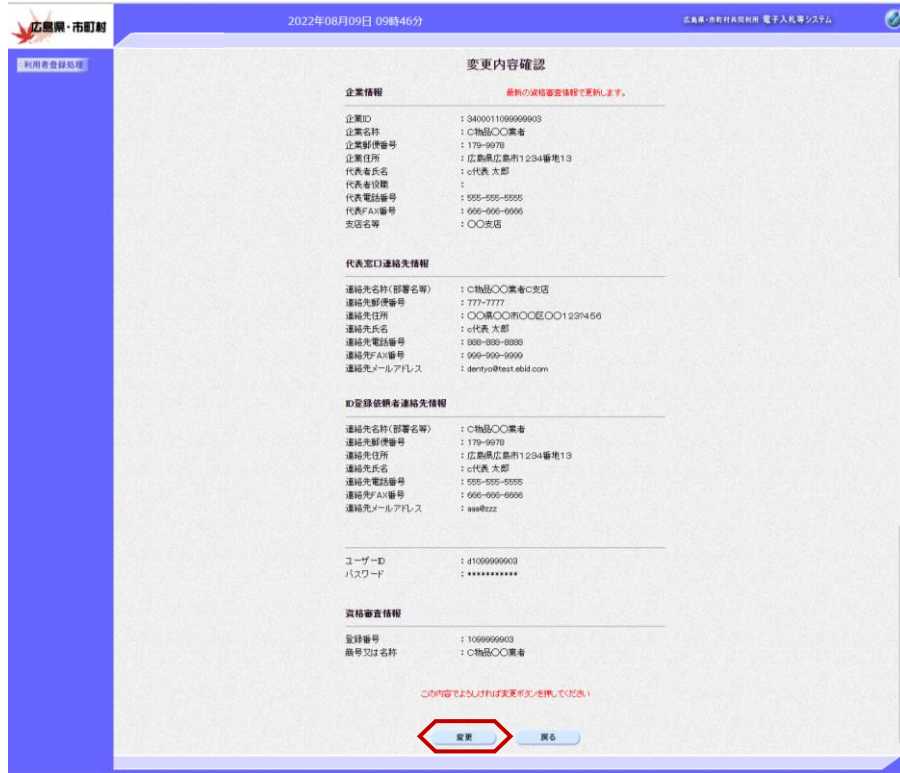 広島県・市町村
2022年08月09日 09時46分
広島県・市町村共同利用 電子入札等システム
利用者登録処理
変更内容確認
企業情報 最新の資格審査情報で更新します。
企業ID : 3400011099999903
企業名称 : C物品〇〇業者
企業郵便番号 : 179-9978
企業住所 : 広島県広島市1234番地13
代表者氏名 : c代表 太郎
代表者役職 :
代表電話番号 : 555-555-5555
代表FAX番号 : 666-666-6666
支店名等 : 〇〇支店
代表窓口連絡先情報
連絡先名称(部署名等) : C物品〇〇業者C支店
連絡先郵便番号 : 777-7777
連絡先住所 : 〇〇県〇〇市〇〇区〇〇123?456
連絡先氏名 : c代表 太郎
連絡先電話番号 : 888-888-8888
連絡先FAX番号 : 999-999-9999
連絡先メールアドレス : dentyo@test.ebid.com
ID登録依頼者連絡先情報
連絡先名称(部署名等) : C物品〇〇業者
連絡先郵便番号 : 179-9978
連絡先住所 : 広島県広島市1234番地13
連絡先氏名 : c代表 太郎
連絡先電話番号 : 555-555-5555
連絡先FAX番号 : 666-666-6666
連絡先メールアドレス : aaa@zzz
ユーザーID : d1099999903
パスワード : ***********
資格審査情報
登録番号 : 1099999903
商号又は名称 : C物品〇〇業者
この内容でよろしければ変更ボタンを押してください
変更 戻る